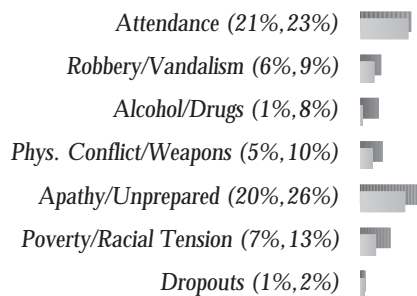 Attendance (21%,23%)
Robbery/Vandalism (6%,9%)
Alcohol/Drugs (1%,8%)
Phys. Conflict/Weapons (5%,10%)
Apathy/Unprepared (20%,26%)
Poverty/Racial Tension (7%,13%)
Dropouts (1%,2%)